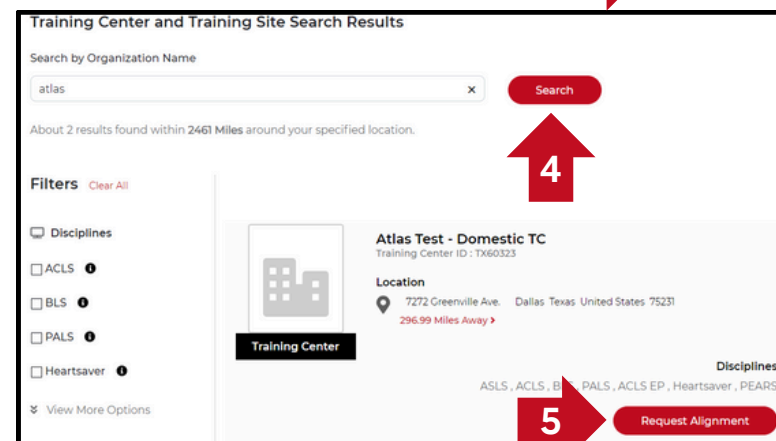 Training Center and Training Site Search Results
Search by Organization Name
atlas x Search
About 2 results found within 2461 Miles around your specified location.
4
Filters Clear All
Disciplines
ACLS
BLS
PALS
Heartsaver
View More Options
Training Center
Atlas Test - Domestic TC
Training Center ID : TX60323
Location
7272 Greenville Ave. Dallas Texas United States 75231
296.99 Miles Away >
Disciplines
ASLS , ACLS , BLS , PALS , ACLS EP , Heartsaver , PEARS
5 Request Alignment